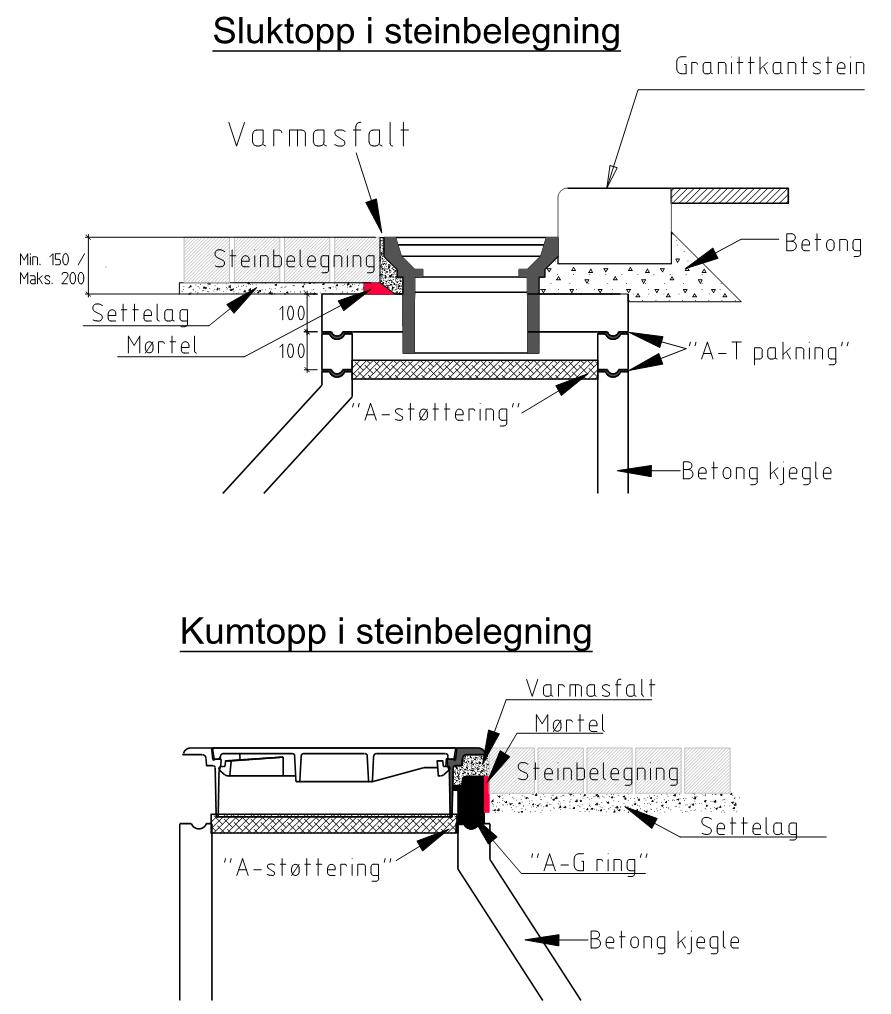 Sluktopp i steinbelegning
Granittkantstein
Varmasfalt
Betong
Min. 150 /
Maks. 200
Steinbelegning
Settelag
100
Mørtel
100
"A-T pakning"
"A-støttering"
Betong kjegle
Kumtopp i steinbelegning
Varmasfalt
Mørtel
Steinbelegning
Settelag
"A-støttering"
"A-G ring"
Betong kjegle